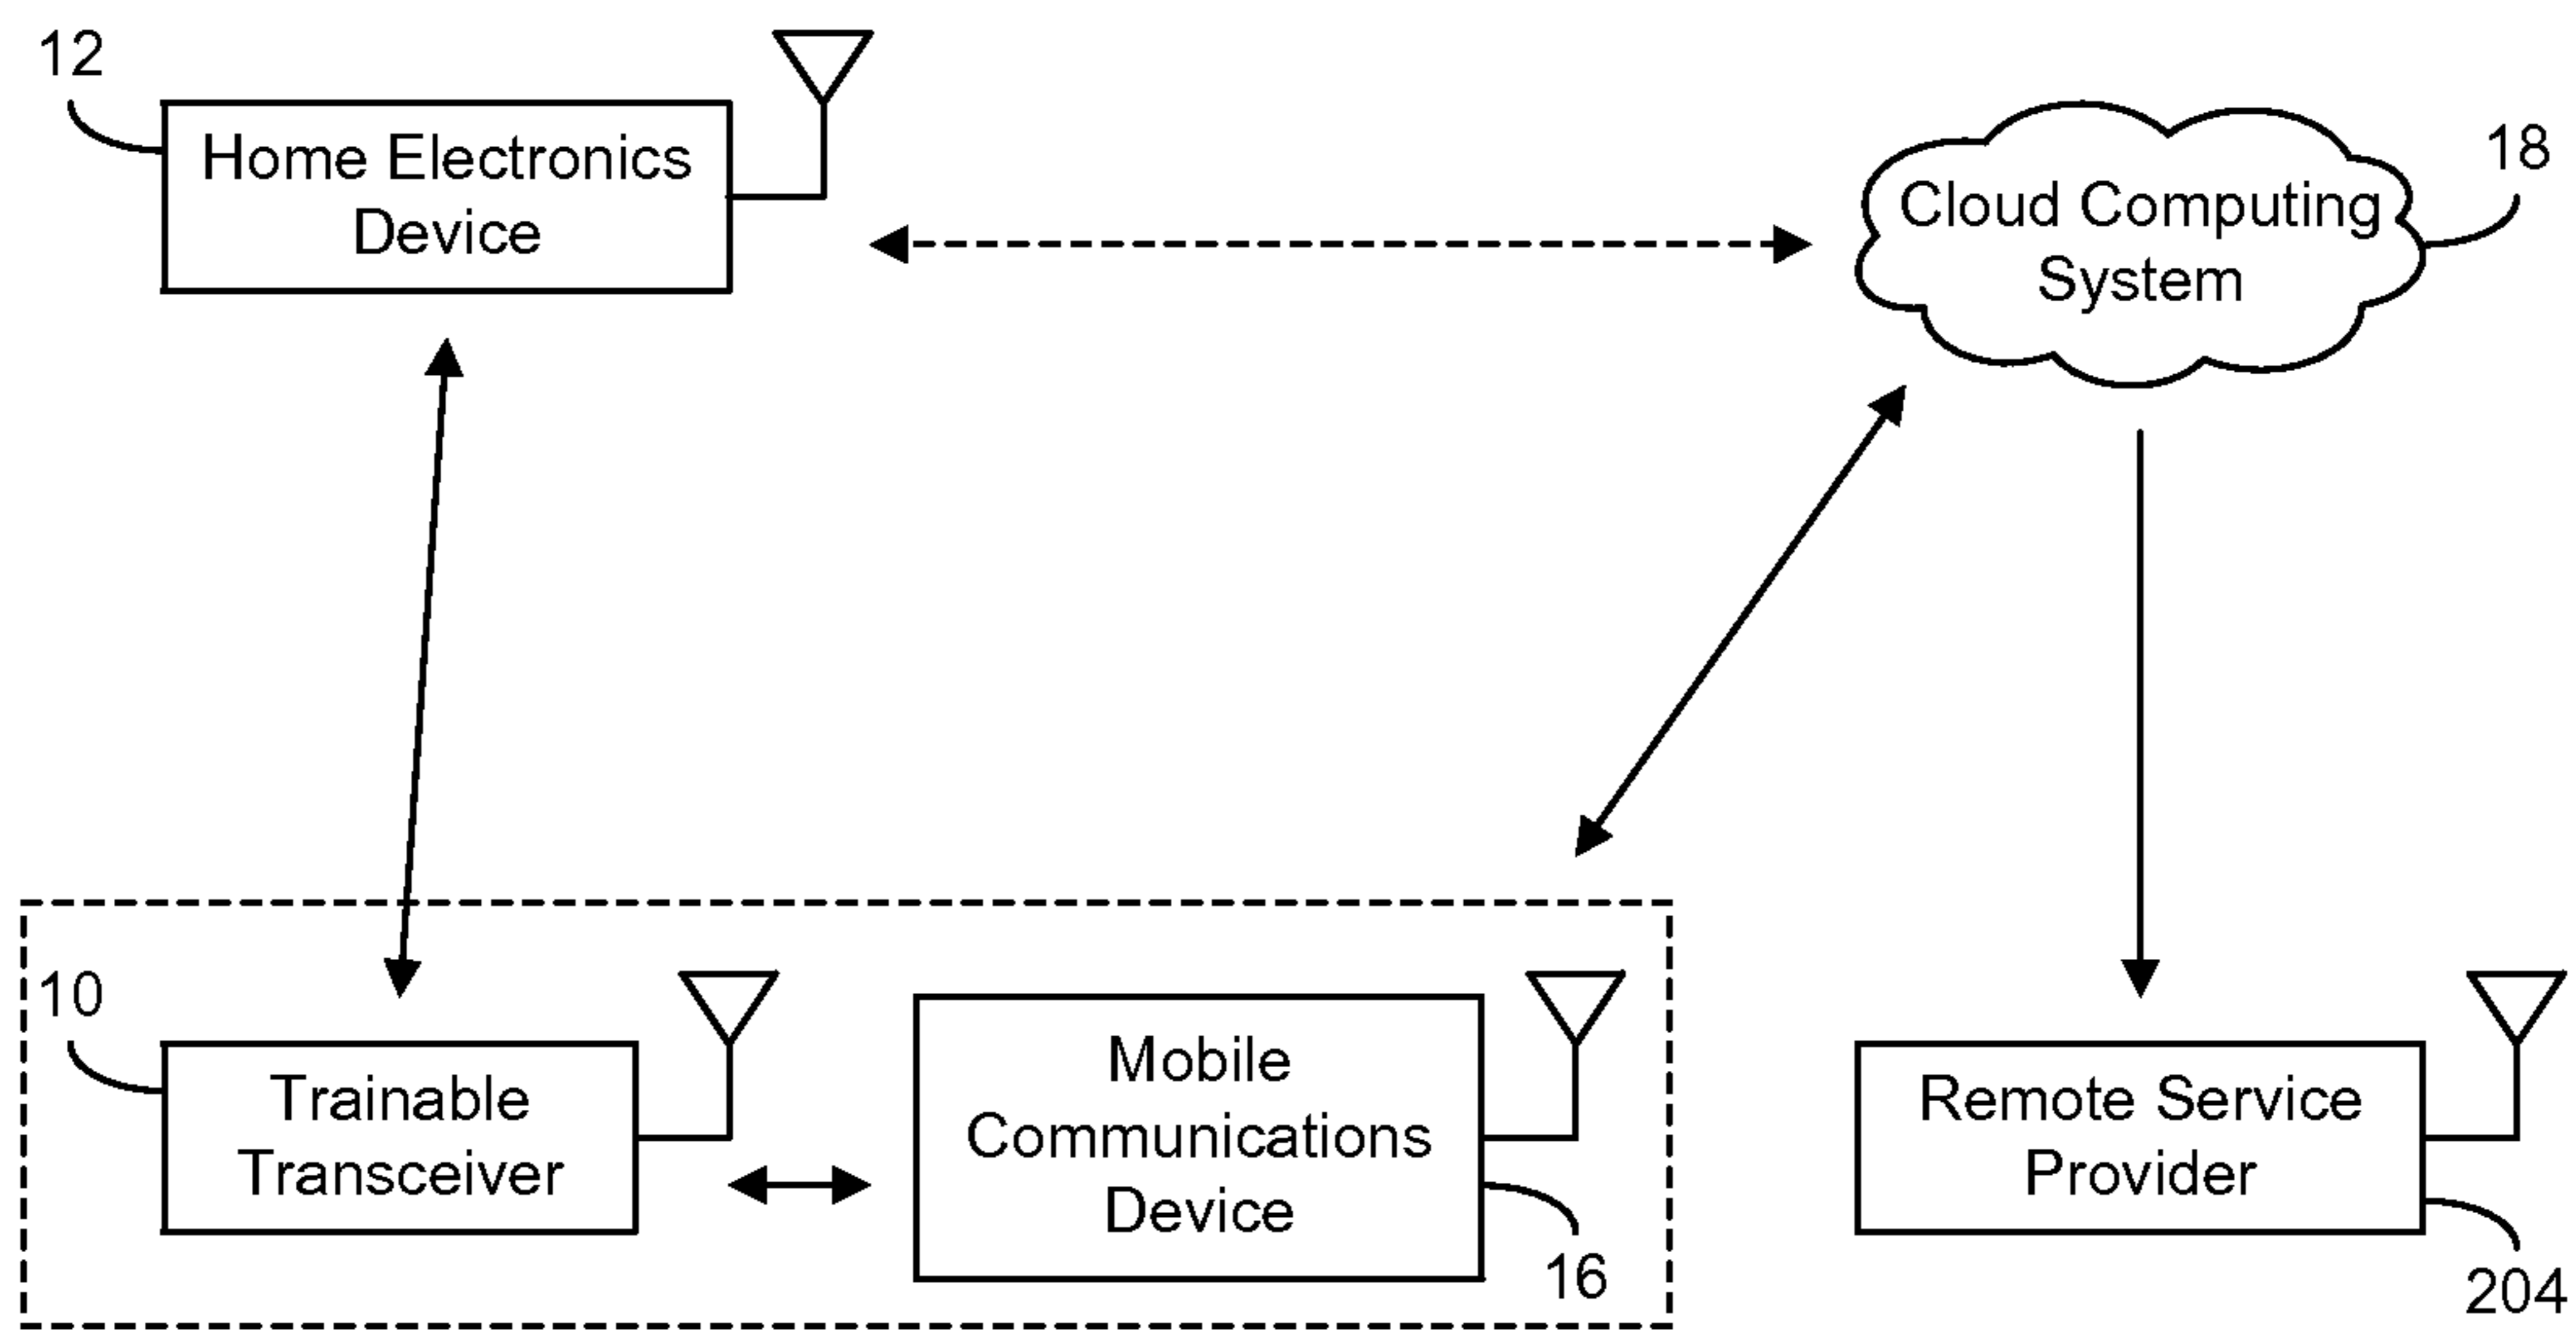 12
Home Electronics
Device
Cloud Computing
System
18
10
Trainable
Transceiver
Mobile
Communications
Device
16
Remote Service
Provider
204